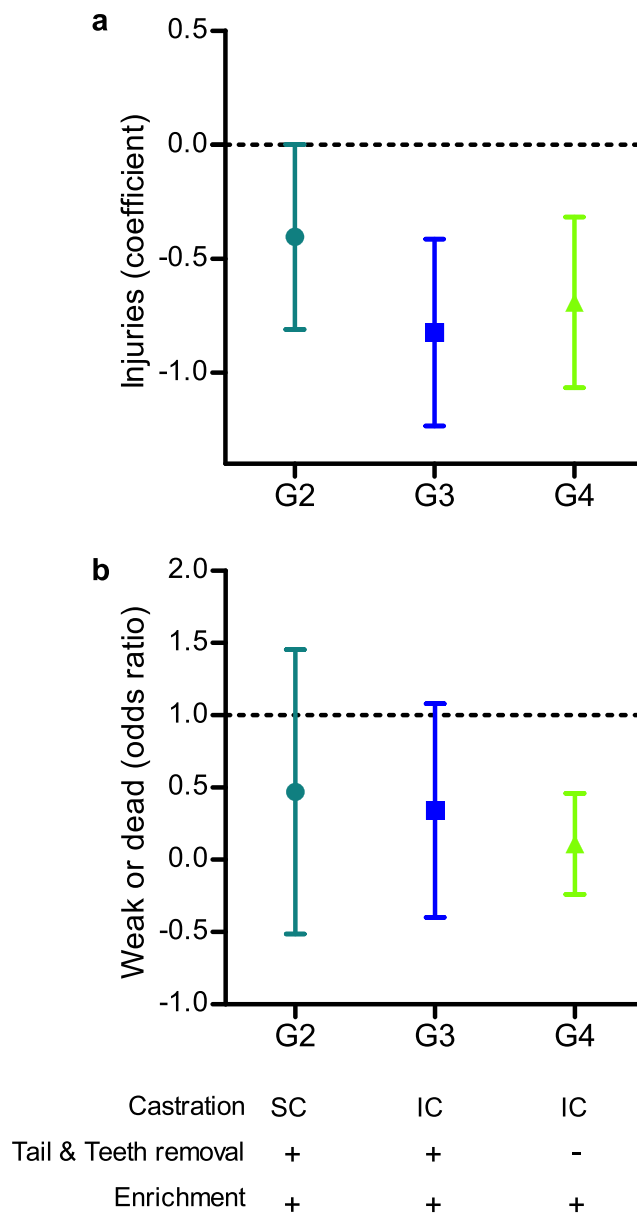 a
Injuries (coefficient)
0.5
0.0
-0.5
-1.0
G2 G3 G4
b
Weak or dead (odds ratio)
2.0
1.5
1.0
0.5
0.0
-0.5
-1.0
G2 G3 G4
Castration SC IC IC
Tail & Teeth removal + + -
Enrichment + + +